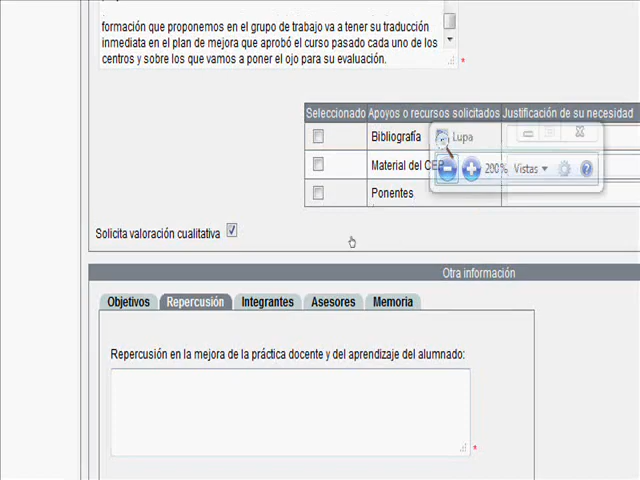 formación que proponemos en el grupo de trabajo va a tener su traducción
inmediata en el plan de mejora que aprobó el curso pasado cada uno de los
centros y sobre los que vamos a poner el ojo para su evaluación.
*
Seleccionado Apoyos o recursos solicitados Justificación de su necesidad
Bibliografía
Lupa
Material del CEP
200% Vistas
Ponentes
Solicita valoración cualitativa
Otra información
Objetivos Repercusión Integrantes Asesores Memoria
Repercusión en la mejora de la práctica docente y del aprendizaje del alumnado:
*